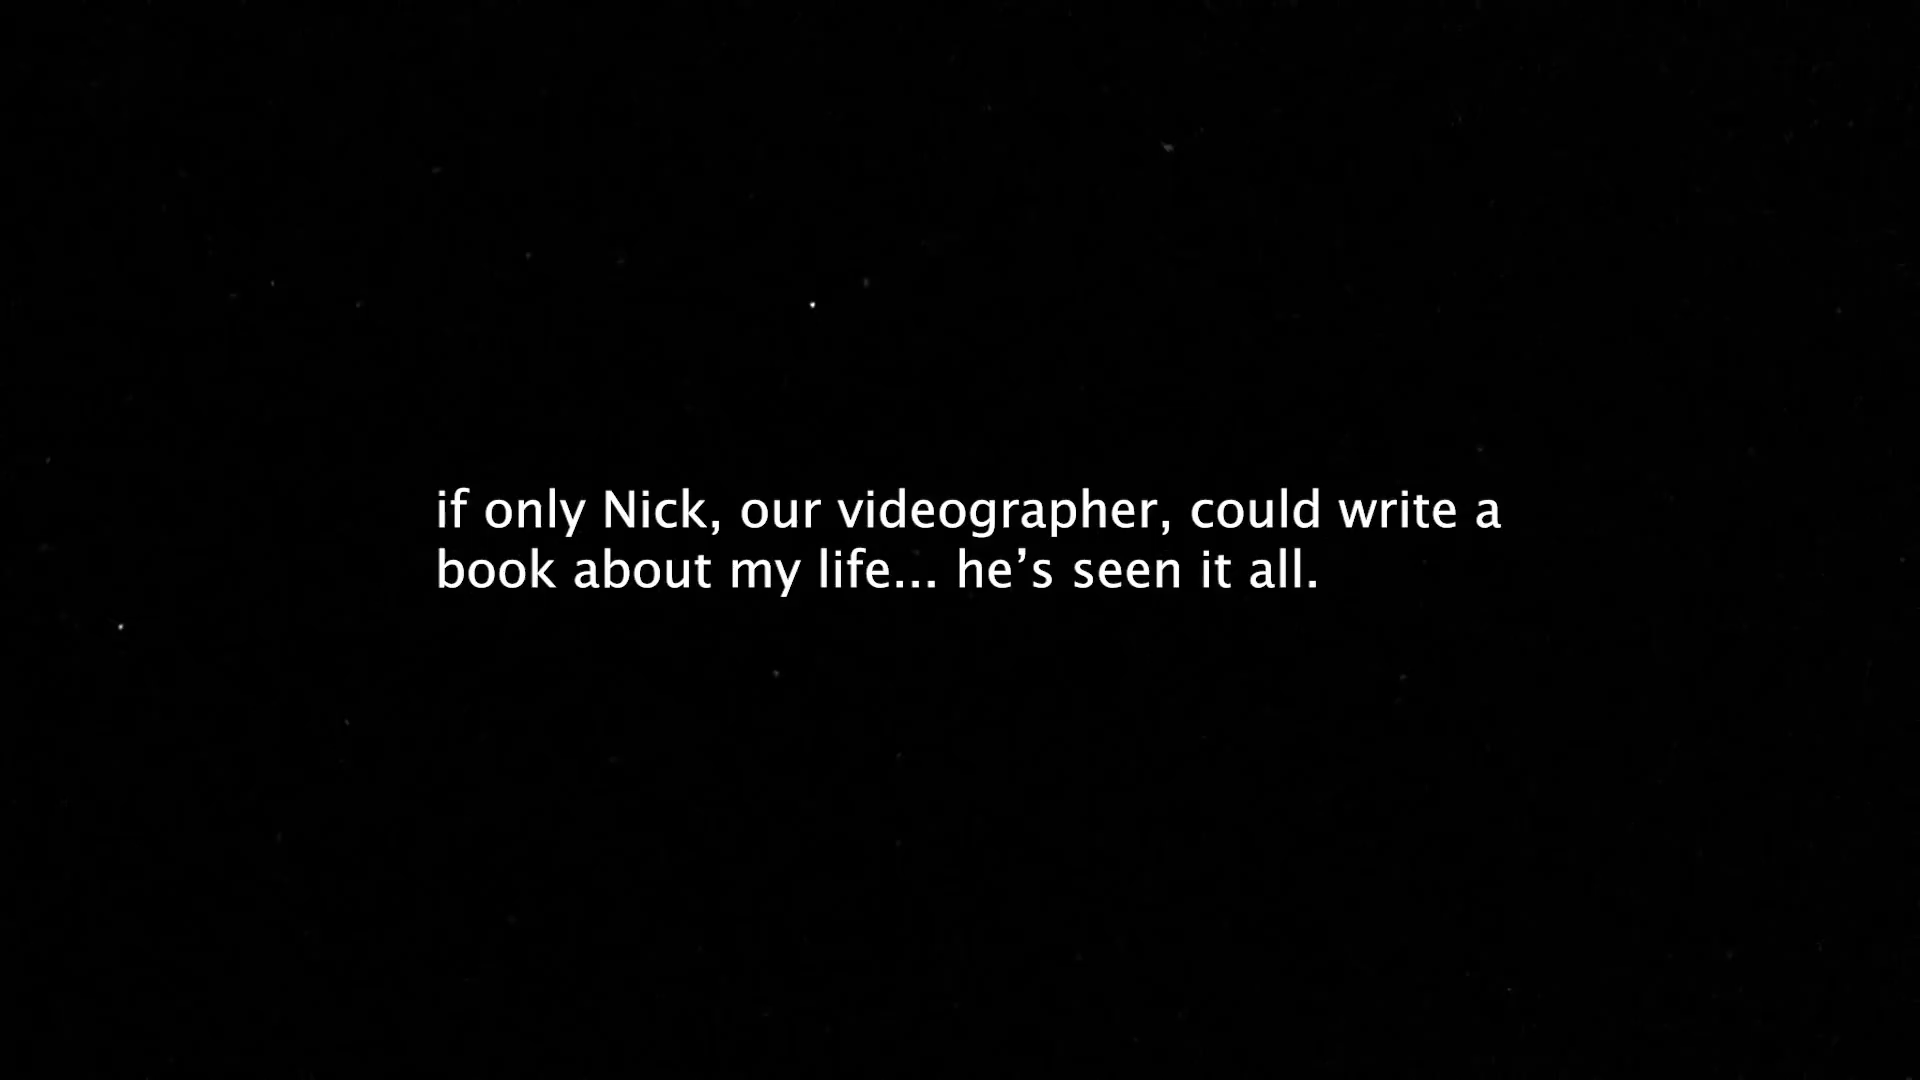 if only Nick, our videographer, could write a
book about my life... he’s seen it all.